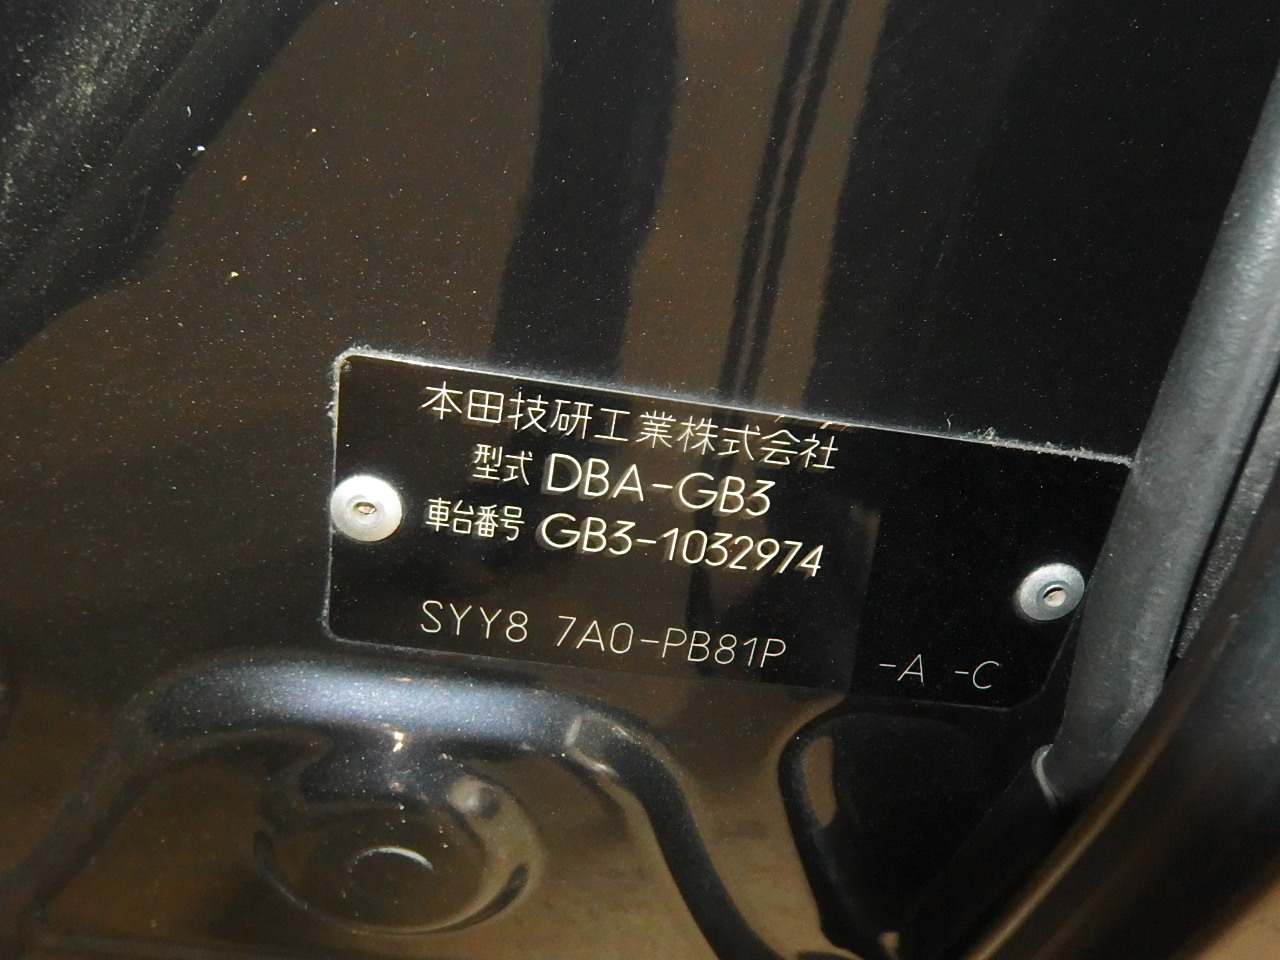 本田技研工業株式会社
型式 DBA-GB3
車台番号 GB3-1032974
SYY8 7A0-PB81P -A -C